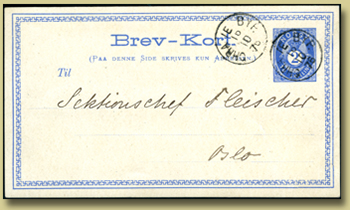 Brev-Kort
(PAA DENNE SIDE SKRIVES KUN ADRESSEN.)
Til
Sektionschef Fleischer
Oslo